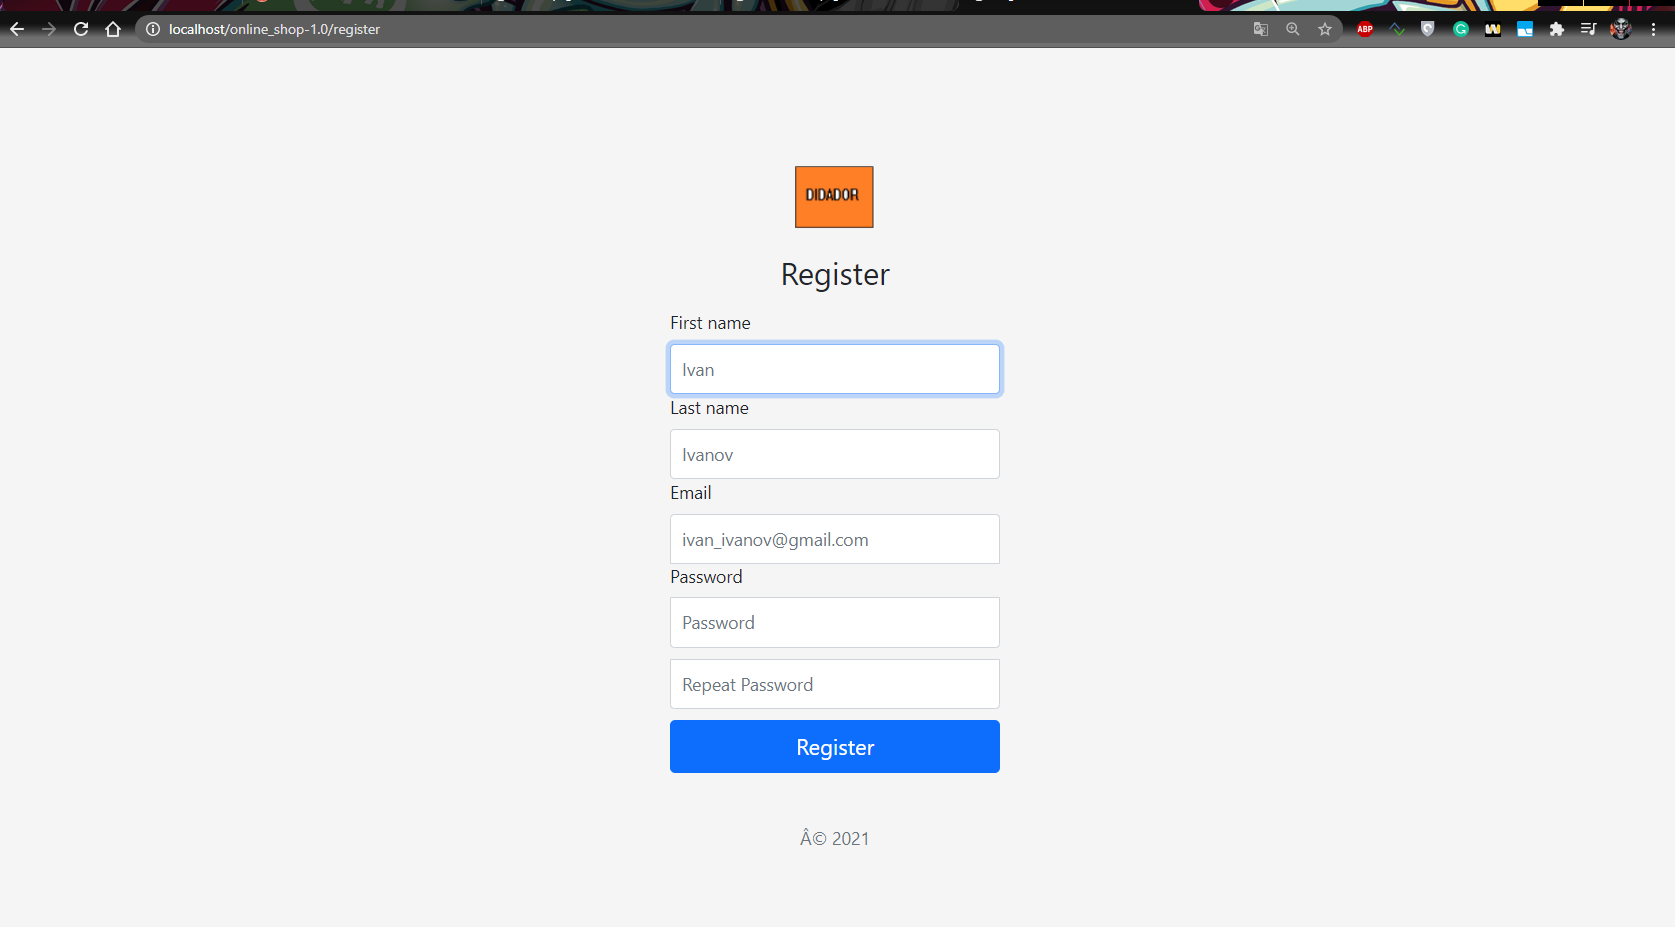 localhost/online_shop-1.0/register
ABP
DIDADOR
Register
First name
Ivan
Last name
Ivanov
Email
ivan_ivanov@gmail.com
Password
Password
Repeat Password
Register
Â© 2021